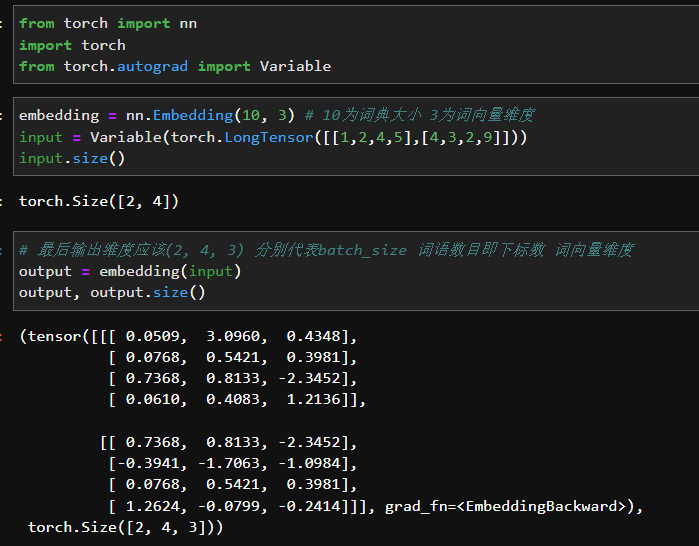 from torch import nn
import torch
from torch.autograd import Variable
embedding = nn.Embedding(10, 3) # 10为词典大小 3为词向量维度
input = Variable(torch.LongTensor([[1,2,4,5],[4,3,2,9]]))
input.size()
torch.Size([2, 4])
# 最后输出维度应该(2, 4, 3) 分别代表batch_size 词语数目即下标数 词向量维度
output = embedding(input)
output, output.size()
(tensor([[[ 0.0509,  3.0960,  0.4348],
[ 0.0768,  0.5421,  0.3981],
[ 0.7368,  0.8133, -2.3452],
[ 0.0610,  0.4083,  1.2136]],
[[ 0.7368,  0.8133, -2.3452],
[-0.3941, -1.7063, -1.0984],
[ 0.0768,  0.5421,  0.3981],
[ 1.2624, -0.0799, -0.2414]]], grad_fn=<EmbeddingBackward>),
torch.Size([2, 4, 3]))